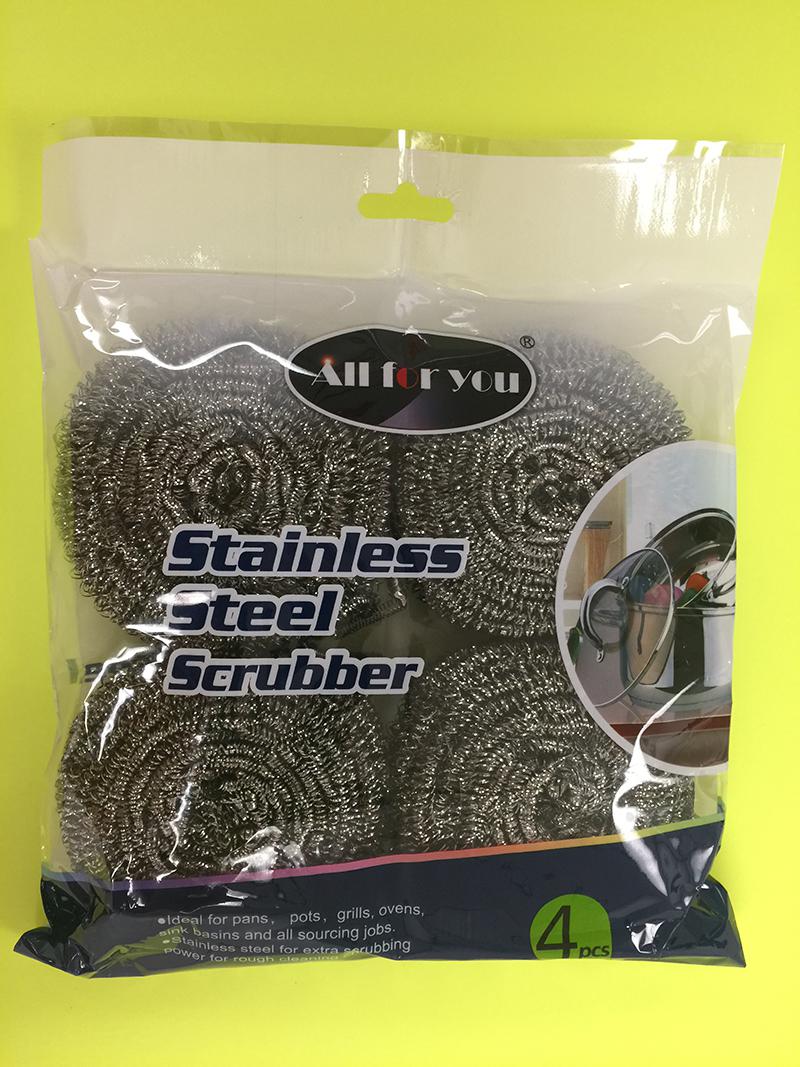 All for you ®
Stainless
Steel
Scrubber
•Ideal for pans, pots, grills, ovens,
sink basins and all sourcing jobs.
•Stainless steel for extra scrubbing
power for rough cleaning
4pcs